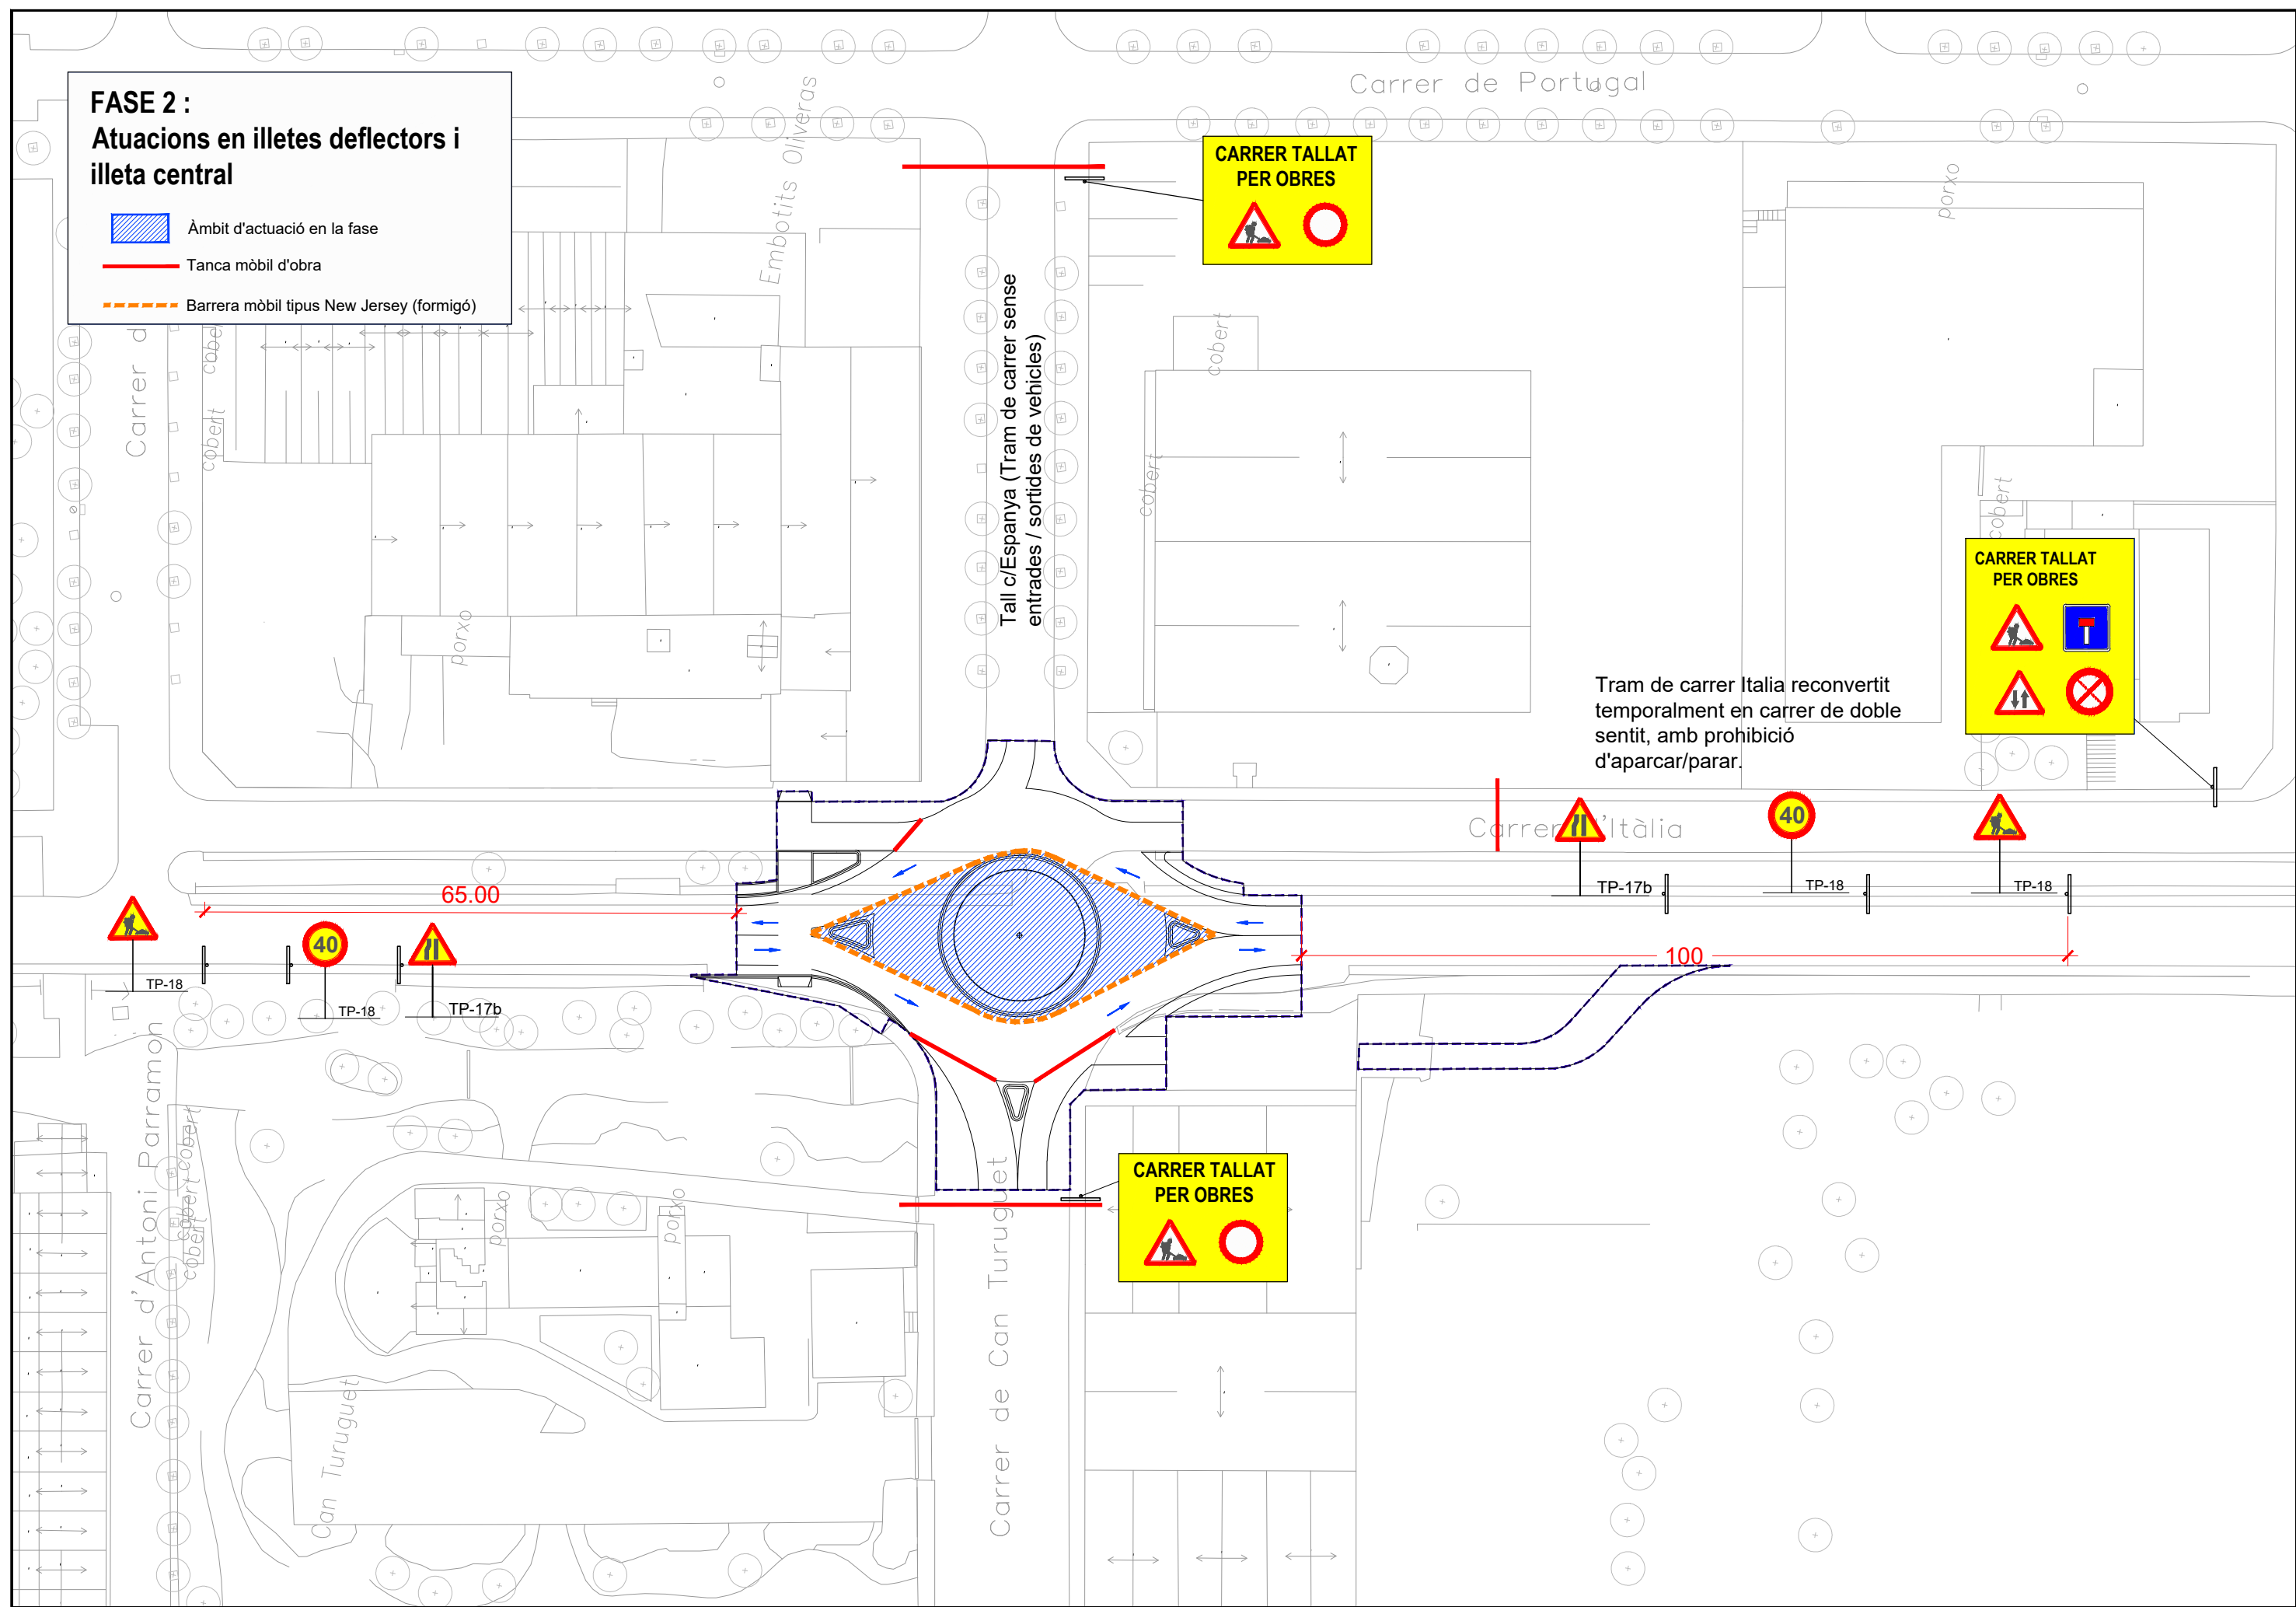 FASE 2 :
Atuacions en illetes deflectors i
illeta central
Àmbit d'actuació en la fase
Tanca mòbil d'obra
Barrera mòbil tipus New Jersey (formigó)
Carrer de Portugal
Embotits Oliveras
CARRER TALLAT
PER OBRES
porxo
Carrer d
cobert
cobert
Tall c/Espanya (Tram de carrer sense
entrades / sortides de vehicles)
cobert
cobert
cobert
CARRER TALLAT
PER OBRES
porxo
Tram de carrer Italia reconvertit
temporalment en carrer de doble
sentit, amb prohibició
d'aparcar/parar.
Carrer d'Itàlia
40
TP-17b
TP-18
TP-18
65.00
100
40
TP-18
TP-18
TP-17b
Carrer d'Antoni Parramon
cobert
cobert
cobert
porxo
porxo
Can Turuguet
Carrer de Can Turuguet
CARRER TALLAT
PER OBRES